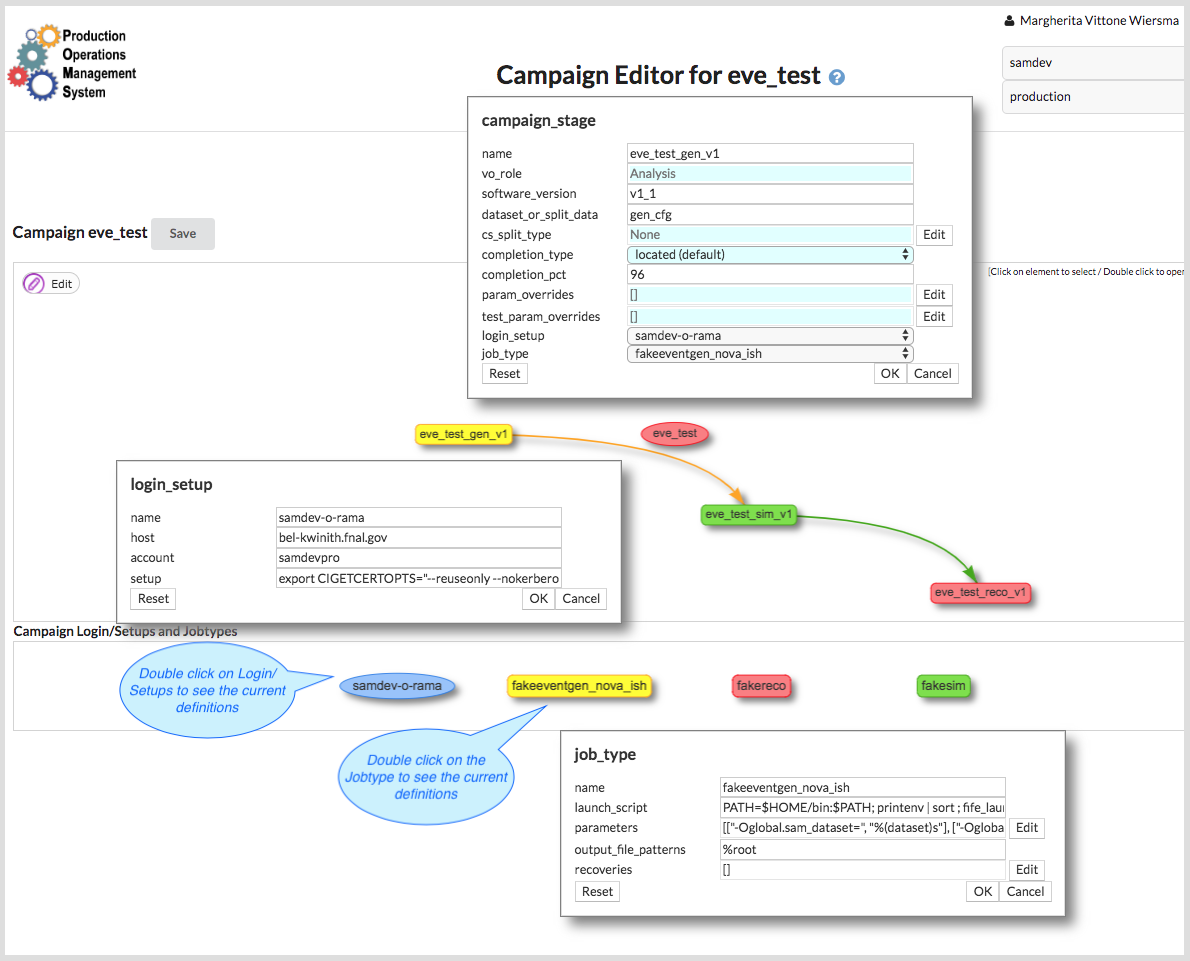 Production
Operations
Management
System
Margherita Vittone Wiersma
samdev
production
Campaign Editor for eve_test ?
campaign_stage
name eve_test_gen_v1
vo_role Analysis
software_version v1_1
dataset_or_split_data gen_cfg
cs_split_type None Edit
completion_type located (default)
completion_pct 96
param_overrides [] Edit
test_param_overrides [] Edit
login_setup samdev-o-rama
job_type fakeeventgen_nova_ish
Reset OK Cancel
Campaign eve_test Save
Edit
[Click on element to select / Double click to oper
eve_test_gen_v1
eve_test
eve_test_sim_v1
eve_test_reco_v1
login_setup
name samdev-o-rama
host bel-kwinith.fnal.gov
account samdevpro
setup export CIGETCERTOPTS="--reuseonly --nokerbero
Reset OK Cancel
Campaign Login/Setups and Jobtypes
Double click on Login/
Setups to see the current
definitions
samdev-o-rama
fakeeventgen_nova_ish
fakereco
fakesim
Double click on the
Jobtype to see the current
definitions
job_type
name fakeeventgen_nova_ish
launch_script PATH=$HOME/bin:$PATH; printenv | sort ; fife_lau
parameters [["-Oglobal.sam_dataset=", "%(dataset)s"], ["-Ogloba Edit
output_file_patterns %root
recoveries [] Edit
Reset OK Cancel